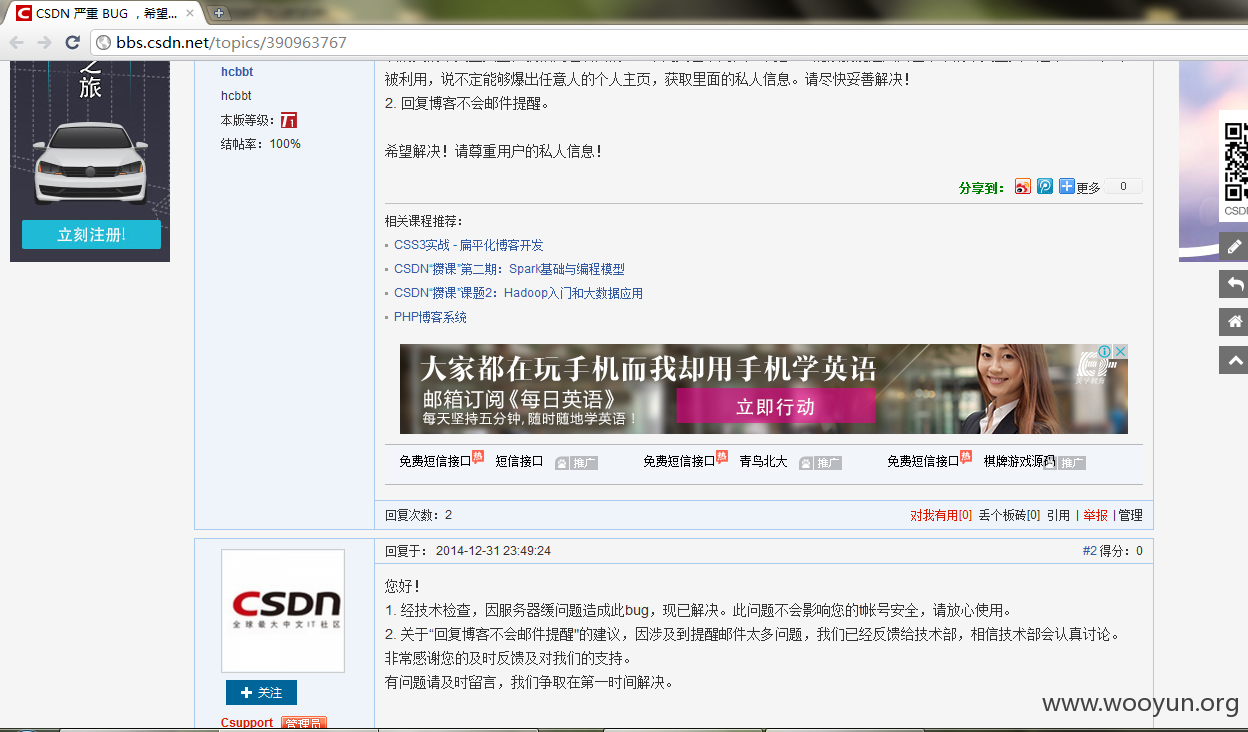 CSDN 严重 BUG ，希望...
bbs.csdn.net/topics/390963767
之
旅
立刻注册!
hcbbt
hcbbt
本版等级：
结帖率：100%
被利用，说不定能够爆出任意人的个人主页，获取里面的私人信息。请尽快妥善解决！
2. 回复博客不会邮件提醒。
希望解决！请尊重用户的私人信息！
分享到：
更多
0
相关课程推荐：
CSS3实战 - 扁平化博客开发
CSDN“攒课”第二期：Spark基础与编程模型
CSDN“攒课”课题2：Hadoop入门和大数据应用
PHP博客系统
大家都在玩手机而我却用手机学英语
邮箱订阅《每日英语》
每天坚持五分钟，随时随地学英语！
立即行动
免费短信接口 热 短信接口 推广
免费短信接口 热 青鸟北大 推广
免费短信接口 热 棋牌游戏源码 推广
回复次数：2
对我有用[0] 丢个板砖[0] 引用 | 举报 | 管理
CSDN
全球最大中文IT社区
关注
Csupport 管理员
回复于： 2014-12-31 23:49:24
#2 得分：0
您好！
1. 经技术检查，因服务器缓问题造成此bug，现已解决。此问题不会影响您的帐号安全，请放心使用。
2. 关于“回复博客不会邮件提醒”的建议，因涉及到提醒邮件太多问题，我们已经反馈给技术部，相信技术部会认真讨论。
非常感谢您的及时反馈及对我们的支持。
有问题请及时留言，我们争取在第一时间解决。
www.wooyun.org